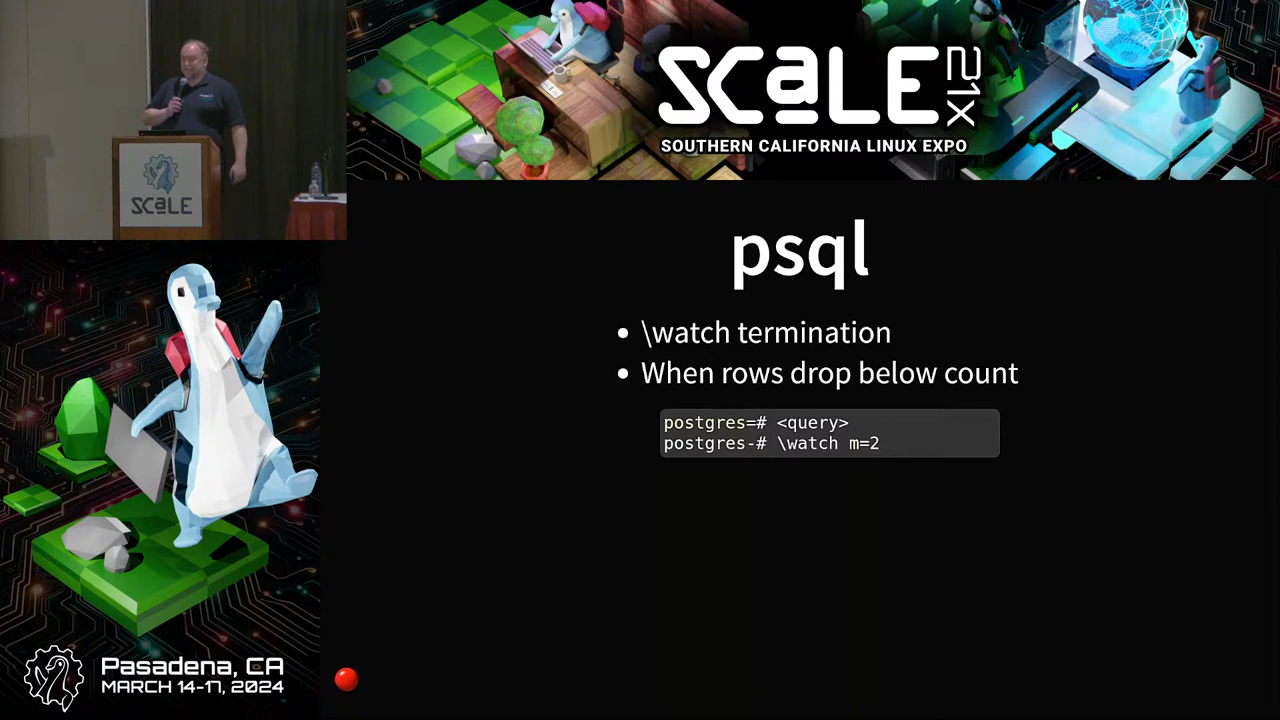 SCaLE
SCaLE 21x
SOUTHERN CALIFORNIA LINUX EXPO
psql
• \watch termination
• When rows drop below count
postgres=# <query>
postgres-# \watch m=2
Pasadena, CA
MARCH 14-17, 2024